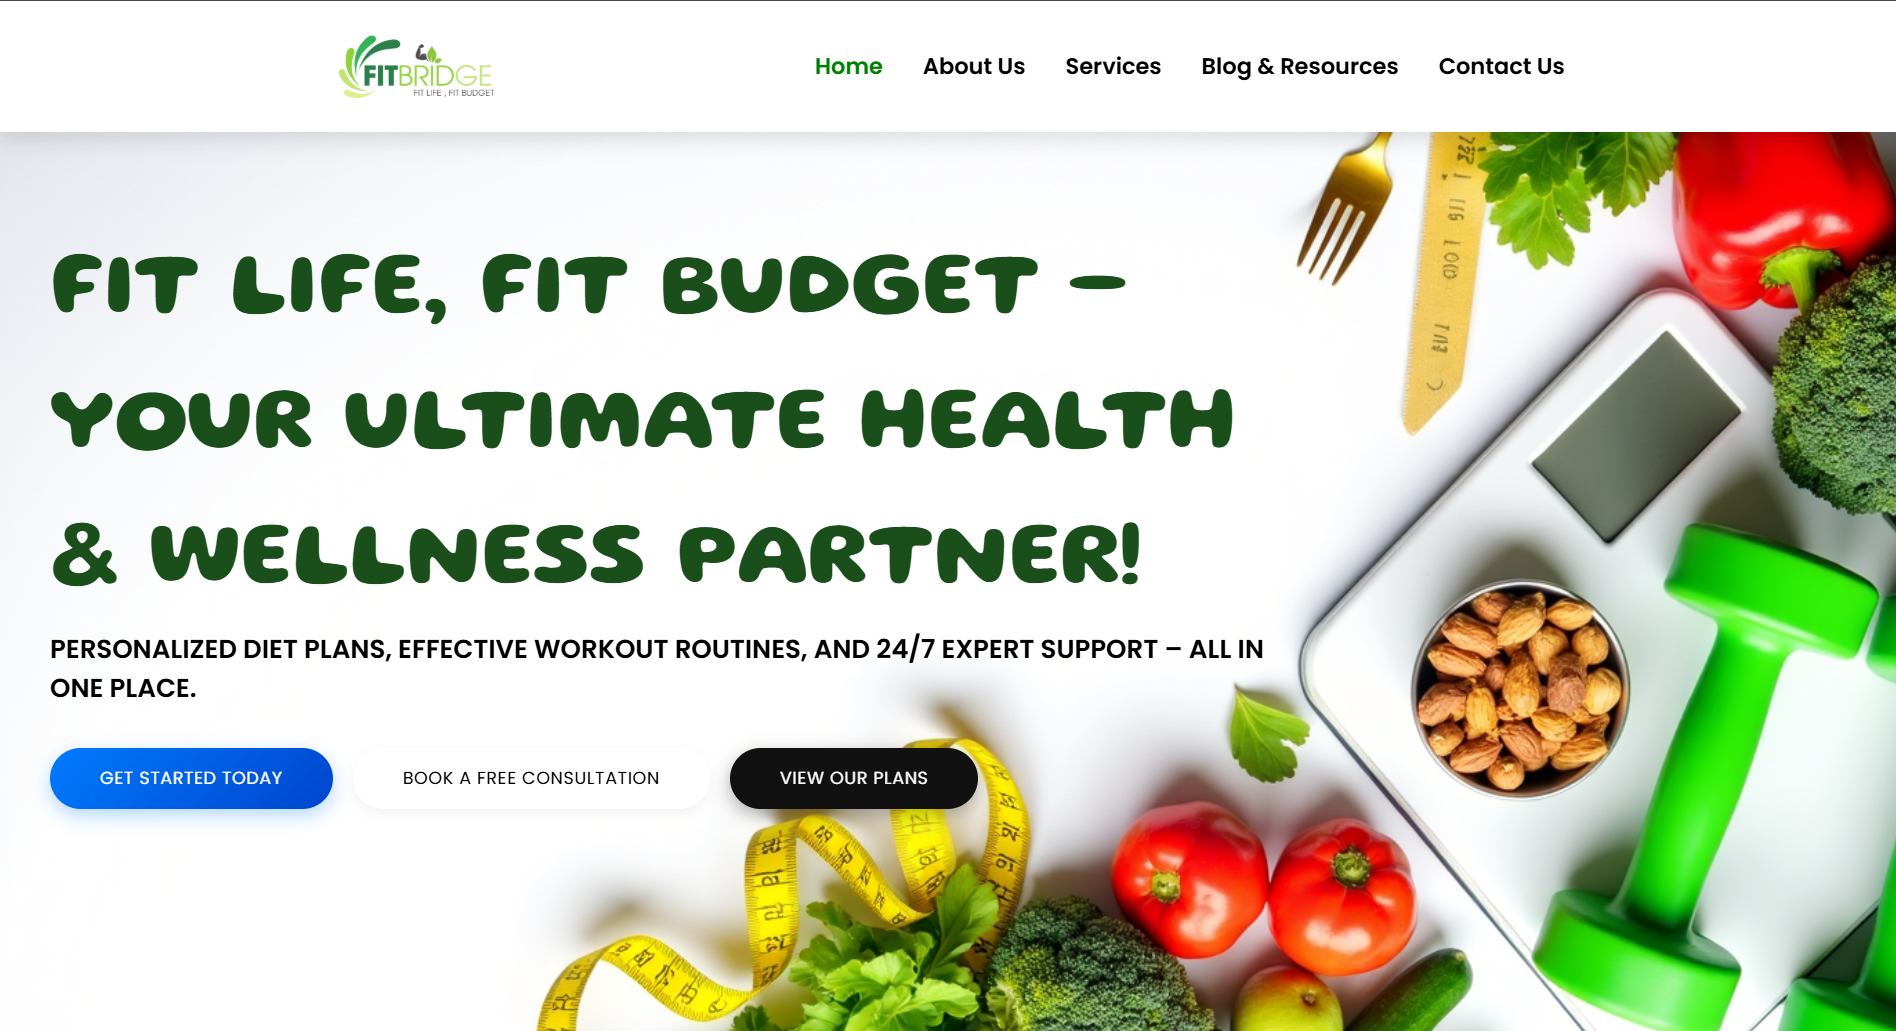 FITBRIDGE
FIT LIFE , FIT BUDGET
Home About Us Services Blog & Resources Contact Us
FIT LIFE, FIT BUDGET –
YOUR ULTIMATE HEALTH
& WELLNESS PARTNER!
PERSONALIZED DIET PLANS, EFFECTIVE WORKOUT ROUTINES, AND 24/7 EXPERT SUPPORT – ALL IN
ONE PLACE.
GET STARTED TODAY BOOK A FREE CONSULTATION VIEW OUR PLANS